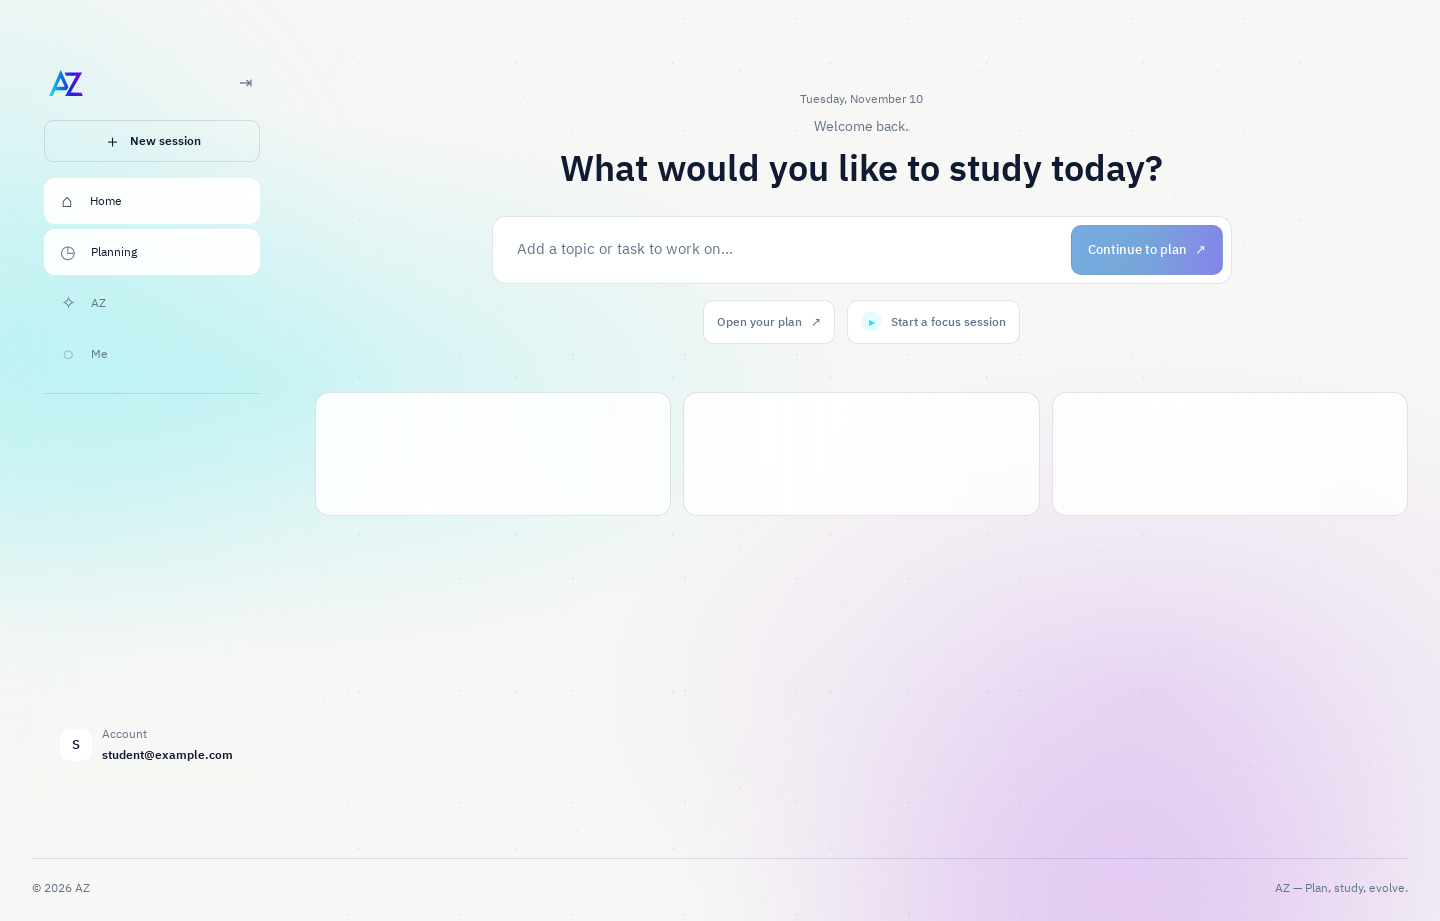 AZ
New session
Home
Planning
AZ
Me
S
Account
student@example.com
Tuesday, November 10
Welcome back.
What would you like to study today?
Add a topic or task to work on...
Continue to plan ↗
Open your plan ↗
Start a focus session
© 2026 AZ
AZ — Plan, study, evolve.